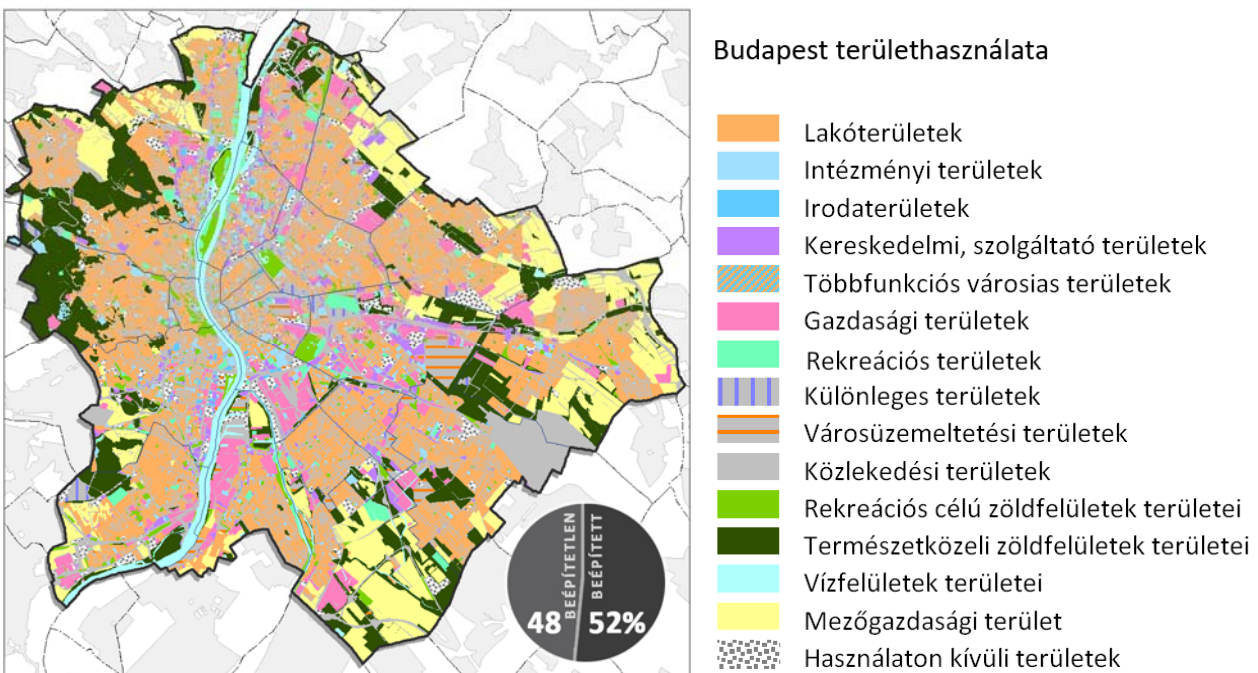 Budapest területhasználata
Lakóterületek
Intézményi területek
Irodaterületek
Kereskedelmi, szolgáltató területek
Többfunkciós városias területek
Gazdasági területek
Rekreációs területek
Különleges területek
Városüzemeltetési területek
Közlekedési területek
Rekreációs célú zöldfelületek területei
Természetközeli zöldfelületek területei
Vízfelületek területei
Mezőgazdasági terület
Használaton kívüli területek
BEÉPÍTETLEN
48
BEÉPÍTETT
52%